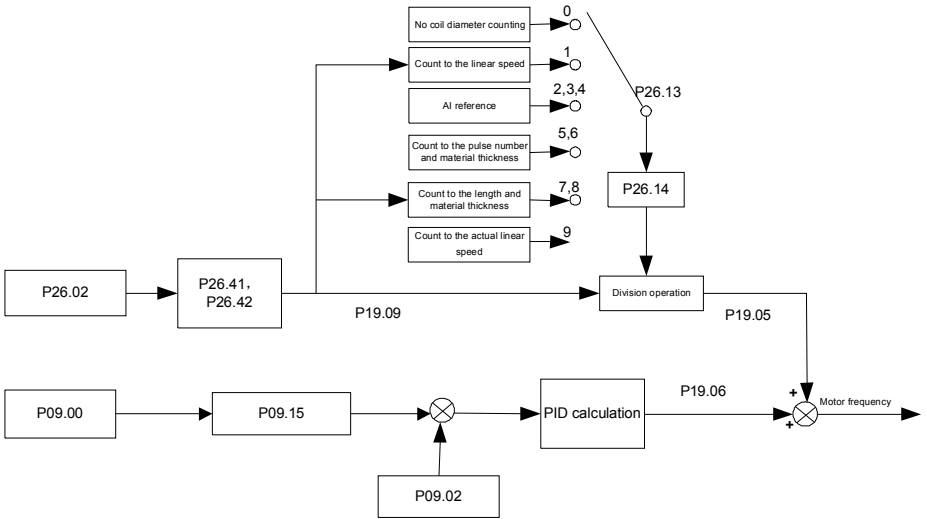 No coil diameter counting
0
Count to the linear speed
1
AI reference
2,3,4
P26.13
Count to the pulse number
and material thickness
5,6
Count to the length and
material thickness
7,8
P26.14
Count to the actual linear
speed
9
P26.02
P26.41，
P26.42
P19.09
Division operation
P19.05
P09.00
P09.15
PID calculation
P19.06
+
+
Motor frequency
P09.02